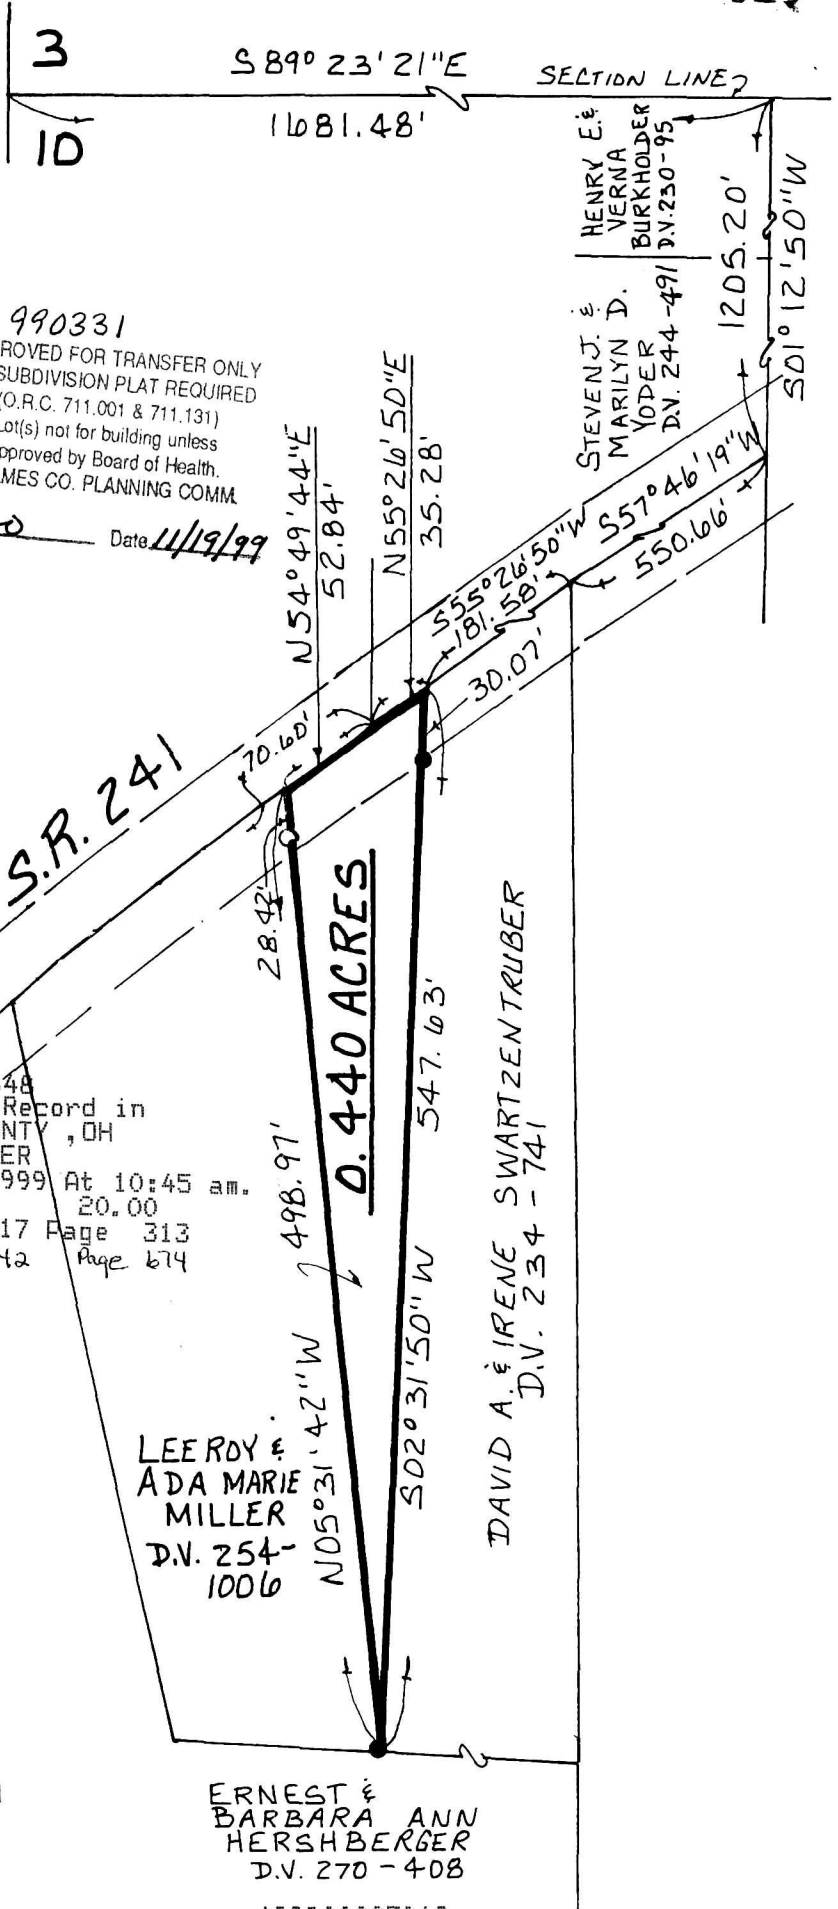 3
S 89° 23' 21"E
SECTION LINE
1681.48'
10
HENRY E. &
VERNA
BURKHOLDER
D.V. 230-95
1205.20'
S01° 12' 50" W
STEVEN J. &
MARILYN D.
YODER
D.V. 244-491
990331
ROVED FOR TRANSFER ONLY
SUBDIVISION PLAT REQUIRED
(O.R.C. 711.001 & 711.131)
ot(s) not for building unless
pproved by Board of Health.
MES CO. PLANNING COMM.
Date 11/19/99
N54° 49' 44"E
52.84'
N55° 26' 50"E
35.28'
S55° 26' 50" W
181.58'
S57° 46' 19" W
550.66'
30.07'
70.60'
S.R. 241
28.42'
0.440 ACRES
547.63'
498.97'
DAVID A. & IRENE SWARTZENTRUBER
D.V. 234 - 741
48
Record in
NTY ,OH
ER
999 At 10:45 am.
20.00
17 Page 313
42 Page 674
N05° 31' 42" W
S02° 31' 50" W
LEE ROY &
ADA MARIE
MILLER
D.V. 254-
1006
ERNEST &
BARBARA ANN
HERSHBERGER
D.V. 270 - 408